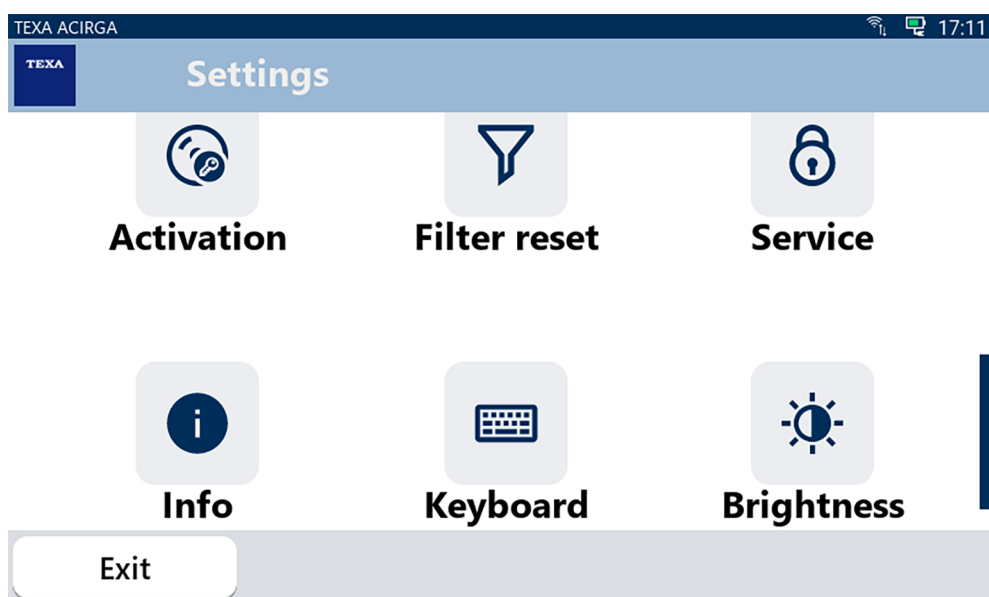 TEXA ACIRGA 17:11
TEXA Settings
Activation Filter reset Service
Info Keyboard Brightness
Exit